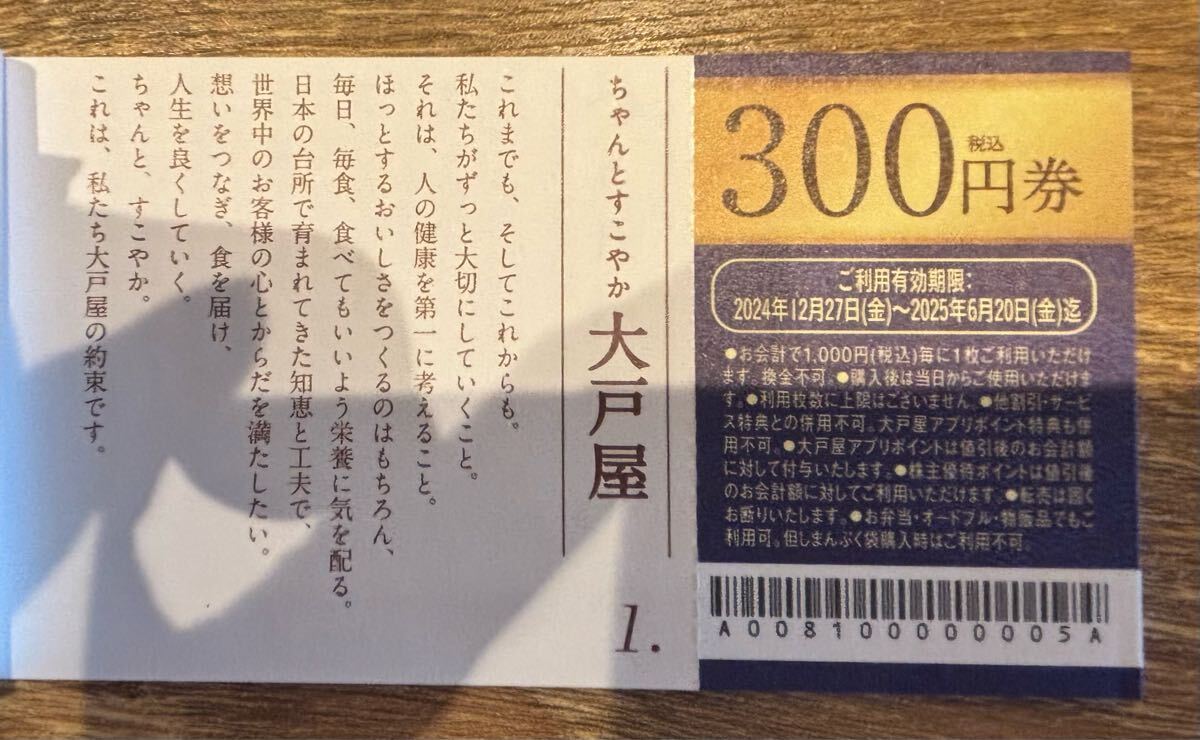 ちゃんとすこやか 大戸屋
これまでも、そしてこれからも。
私たちがずっと大切にしていくこと。
それは、人の健康を第一に考えること。
ほっとするおいしさをつくるのはもちろん、
毎日、毎食、食べてもいいよう栄養に気を配る。
日本の台所で育まれてきた知恵と工夫で、
世界中のお客様の心とからだを満たしたい。
想いをつなぎ、食を届け、
人生を良くしていく。
ちゃんと、すこやか。
これは、私たち大戸屋の約束です。
1.
300円券
税込
ご利用有効期限:
2024年12月27日(金)~2025年6月20日(金)迄
●お会計で1,000円(税込)毎に1枚ご利用いただけ
ます。換金不可。●購入後は当日からご使用いただけま
す。●利用枚数に上限はございません。●他割引・サービ
ス特典との併用不可。大戸屋アプリポイント特典も併
用不可。●大戸屋アプリポイントは値引後のお会計額
に対して付与いたします。●株主優待ポイントは値引後
のお会計額に対してご利用いただけます。●転売は固く
お断りいたします。●お弁当・オードブル・物販品でもご
利用可。但しまんぷく袋購入時はご利用不可。
A0081000000005A